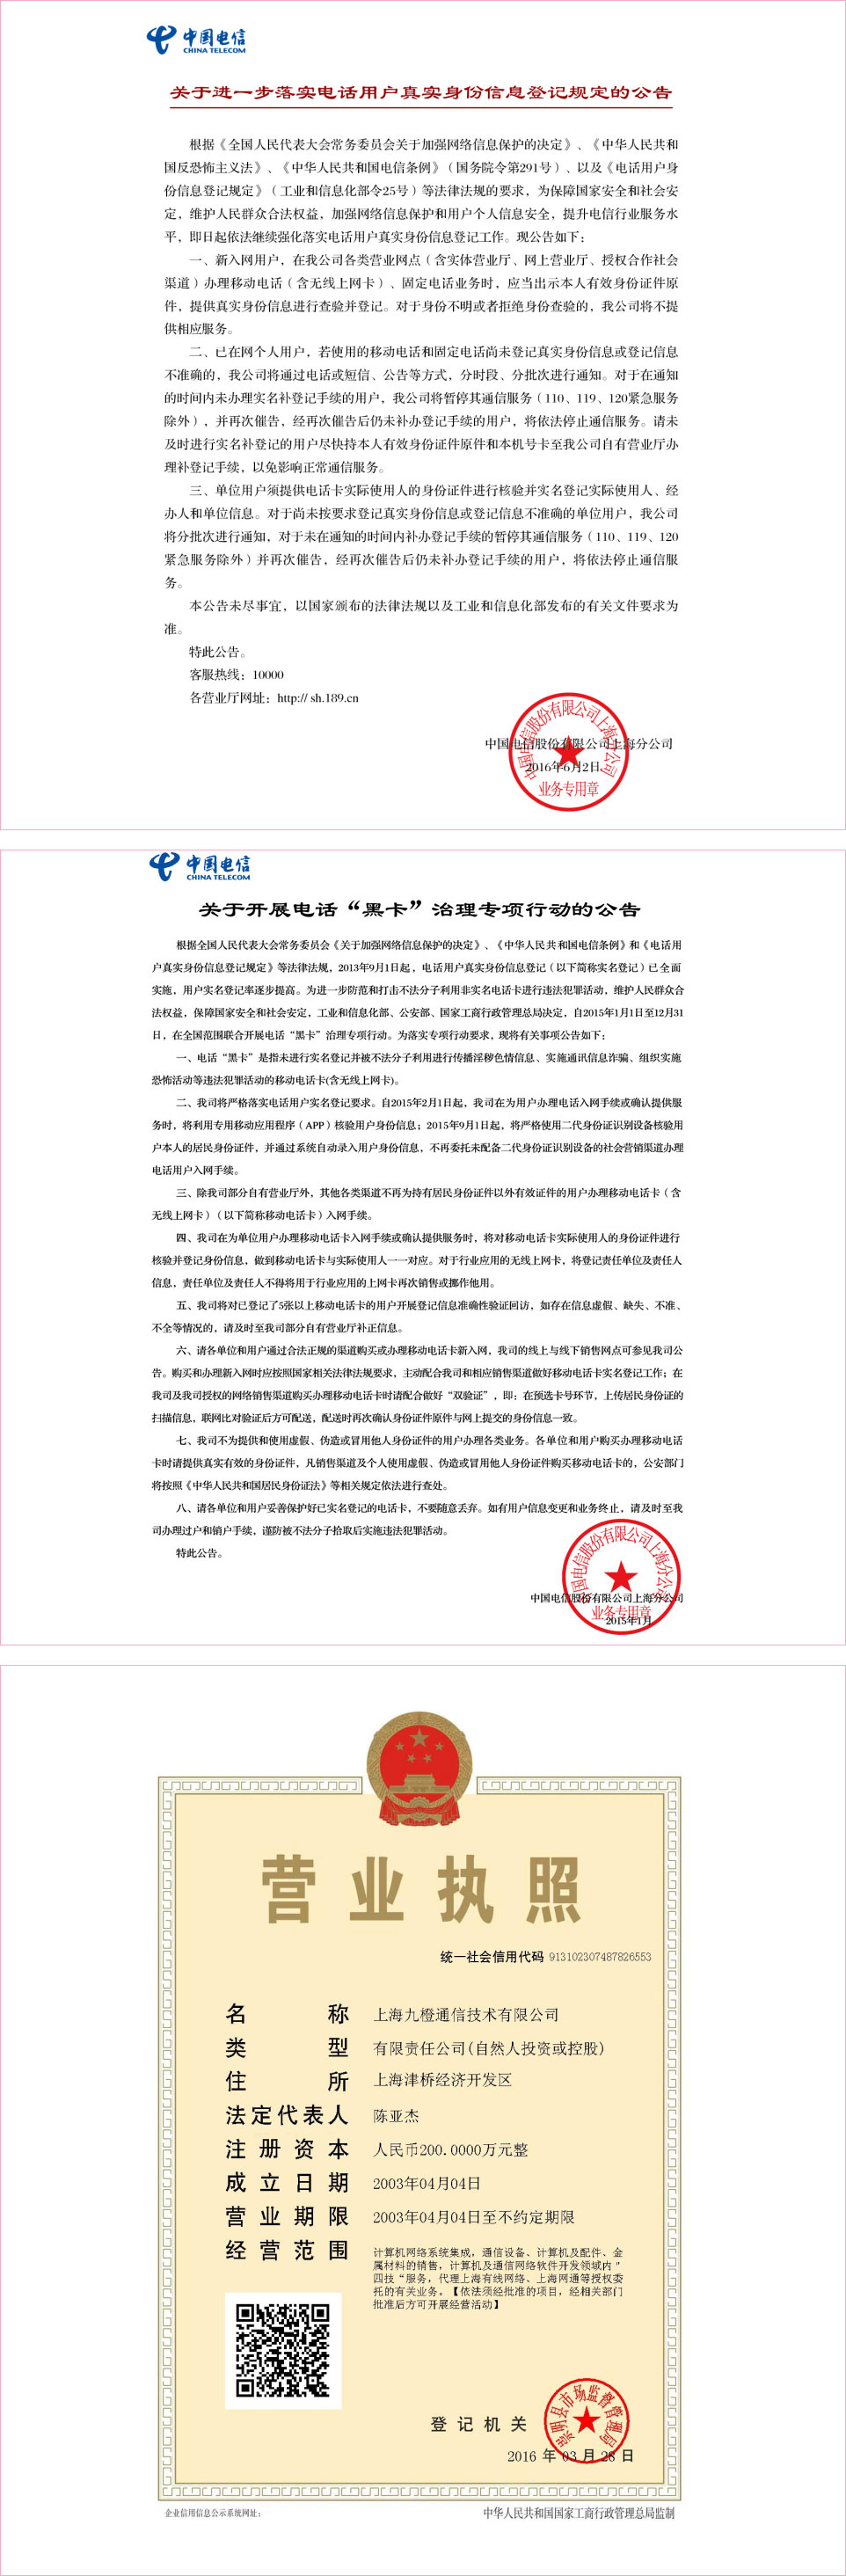 中国电信
CHINA TELECOM
关于进一步落实电话用户真实身份信息登记规定的公告
根据《全国人民代表大会常务委员会关于加强网络信息保护的决定》、《中华人民共和
国反恐怖主义法》、《中华人民共和国电信条例》（国务院令第291号）、以及《电话用户身
份信息登记规定》（工业和信息化部令25号）等法律法规的要求，为保障国家安全和社会安
定，维护人民群众合法权益，加强网络信息保护和用户个人信息安全，提升电信行业服务水
平，即日起依法继续强化落实电话用户真实身份信息登记工作。现公告如下：
一、新入网用户，在我公司各类营业网点（含实体营业厅、网上营业厅、授权合作社会
渠道）办理移动电话（含无线上网卡）、固定电话业务时，应当出示本人有效身份证件原
件，提供真实身份信息进行查验并登记。对于身份不明或者拒绝身份查验的，我公司将不提
供相应服务。
二、已在网个人用户，若使用的移动电话和固定电话尚未登记真实身份信息或登记信息
不准确的，我公司将通过电话或短信、公告等方式，分时段、分批次进行通知。对于在通知
的时间内未办理实名补登记手续的用户，我公司将暂停其通信服务（110、119、120紧急服务
除外），并再次催告，经再次催告后仍未补办登记手续的用户，将依法停止通信服务。请未
及时进行实名补登记的用户尽快持本人有效身份证件原件和本机号卡至我公司自有营业厅办
理补登记手续，以免影响正常通信服务。
三、单位用户须提供电话卡实际使用人的身份证件进行核验并实名登记实际使用人、经
办人和单位信息。对于尚未按要求登记真实身份信息或登记信息不准确的单位用户，我公司
将分批次进行通知，对于未在通知的时间内补办登记手续的暂停其通信服务（110、119、120
紧急服务除外）并再次催告，经再次催告后仍未补办登记手续的用户，将依法停止通信服
务。
本公告未尽事宜，以国家颁布的法律法规以及工业和信息化部发布的有关文件要求为
准。
特此公告。
客服热线：10000
各营业厅网址：http:// sh.189.cn
中国电信股份有限公司上海分公司
中国电信股份有限公司上海分公司
2016年6月2日
业务专用章
中国电信
CHINA TELECOM
关于开展电话“黑卡”治理专项行动的公告
根据全国人民代表大会常务委员会《关于加强网络信息保护的决定》、《中华人民共和国电信条例》和《电话用
户真实身份信息登记规定》等法律法规，2013年9月1日起，电话用户真实身份信息登记（以下简称实名登记）已全面
实施，用户实名登记率逐步提高。为进一步防范和打击不法分子利用非实名电话卡进行违法犯罪活动，维护人民群众合
法权益，保障国家安全和社会安定，工业和信息化部、公安部、国家工商行政管理总局决定，自2015年1月1日至12月31
日，在全国范围联合开展电话“黑卡”治理专项行动。为落实专项行动要求，现将有关事项公告如下：
一、电话“黑卡”是指未进行实名登记并被不法分子利用进行传播淫秽色情信息、实施通讯信息诈骗、组织实施
恐怖活动等违法犯罪活动的移动电话卡(含无线上网卡)。
二、我司将严格落实电话用户实名登记要求。自2015年2月1日起，我司在为用户办理电话入网手续或确认提供服
务时，将利用专用移动应用程序（APP）核验用户身份信息；2015年9月1日起，将严格使用二代身份证识别设备核验用
户本人的居民身份证件，并通过系统自动录入用户身份信息，不再委托未配备二代身份证识别设备的社会营销渠道办理
电话用户入网手续。
三、除我司部分自有营业厅外，其他各类渠道不再为持有居民身份证件以外有效证件的用户办理移动电话卡（含
无线上网卡）（以下简称移动电话卡）入网手续。
四、我司在为单位用户办理移动电话卡入网手续或确认提供服务时，将对移动电话卡实际使用人的身份证件进行
核验并登记身份信息，做到移动电话卡与实际使用人一一对应。对于行业应用的无线上网卡，将登记责任单位及责任人
信息，责任单位及责任人不得将用于行业应用的上网卡再次销售或挪作他用。
五、我司将对已登记了5张以上移动电话卡的用户开展登记信息准确性验证回访，如存在信息虚假、缺失、不准、
不全等情况的，请及时至我司部分自有营业厅补正信息。
六、请各单位和用户通过合法正规的渠道购买或办理移动电话卡新入网，我司的线上与线下销售网点可参见我司公
告。购买和办理新入网时应按照国家相关法律法规要求，主动配合我司和相应销售渠道做好移动电话卡实名登记工作；在
我司及我司授权的网络销售渠道购买办理移动电话卡时请配合做好“双验证”，即：在预选卡号环节，上传居民身份证的
扫描信息，联网比对验证后方可配送，配送时再次确认身份证件原件与网上提交的身份信息一致。
七、我司不为提供和使用虚假、伪造或冒用他人身份证件的用户办理各类业务。各单位和用户购买办理移动电话
卡时请提供真实有效的身份证件，凡销售渠道及个人使用虚假、伪造或冒用他人身份证件购买移动电话卡的，公安部门
将按照《中华人民共和国居民身份证法》等相关规定依法进行查处。
八、请各单位和用户妥善保护好已实名登记的电话卡，不要随意丢弃。如有用户信息变更和业务终止，请及时至我
司办理过户和销户手续，谨防被不法分子拾取后实施违法犯罪活动。
特此公告。
中国电信股份有限公司上海分公司
中国电信股份有限公司上海分公司
业务专用章
2015年1月
营业执照
统一社会信用代码 913102307487826553
名称 上海九橙通信技术有限公司
类型 有限责任公司(自然人投资或控股)
住所 上海津桥经济开发区
法定代表人 陈亚杰
注册资本 人民币200.0000万元整
成立日期 2003年04月04日
营业期限 2003年04月04日至不约定期限
经营范围 计算机网络系统集成，通信设备、计算机及配件、金
属材料的销售，计算机及通信网络软件开发领域内＂
四技“服务，代理上海有线网络、上海网通等授权委
托的有关业务。【依法须经批准的项目，经相关部门
批准后方可开展经营活动】
崇明县市场监督管理局
登记机关
2016 年 03 月 28 日
企业信用信息公示系统网址：
中华人民共和国国家工商行政管理总局监制